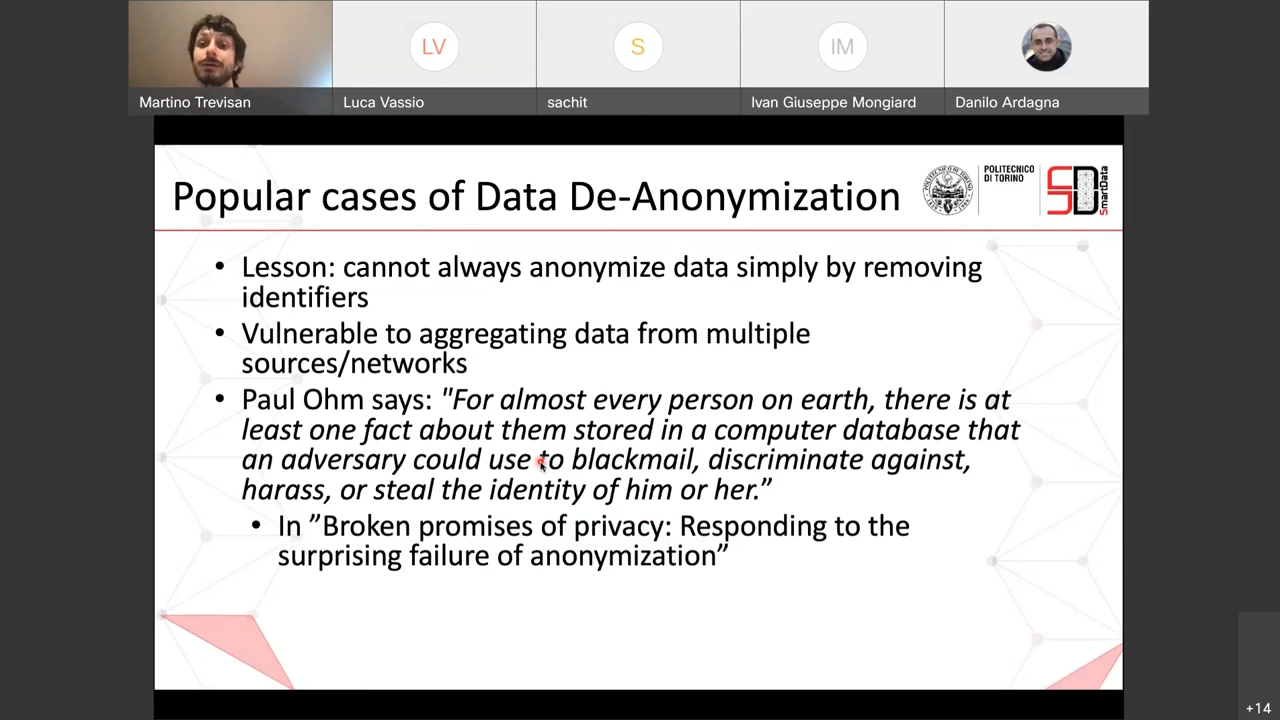 LV
S
IM
Martino Trevisan
Luca Vassio
sachit
Ivan Giuseppe Mongiard
Danilo Ardagna
Popular cases of Data De-Anonymization
POLITECNICO
DI TORINO
SmartData
• Lesson: cannot always anonymize data simply by removing
identifiers
• Vulnerable to aggregating data from multiple
sources/networks
• Paul Ohm says: "For almost every person on earth, there is at
least one fact about them stored in a computer database that
an adversary could use to blackmail, discriminate against,
harass, or steal the identity of him or her.”
• In ”Broken promises of privacy: Responding to the
surprising failure of anonymization”
+14